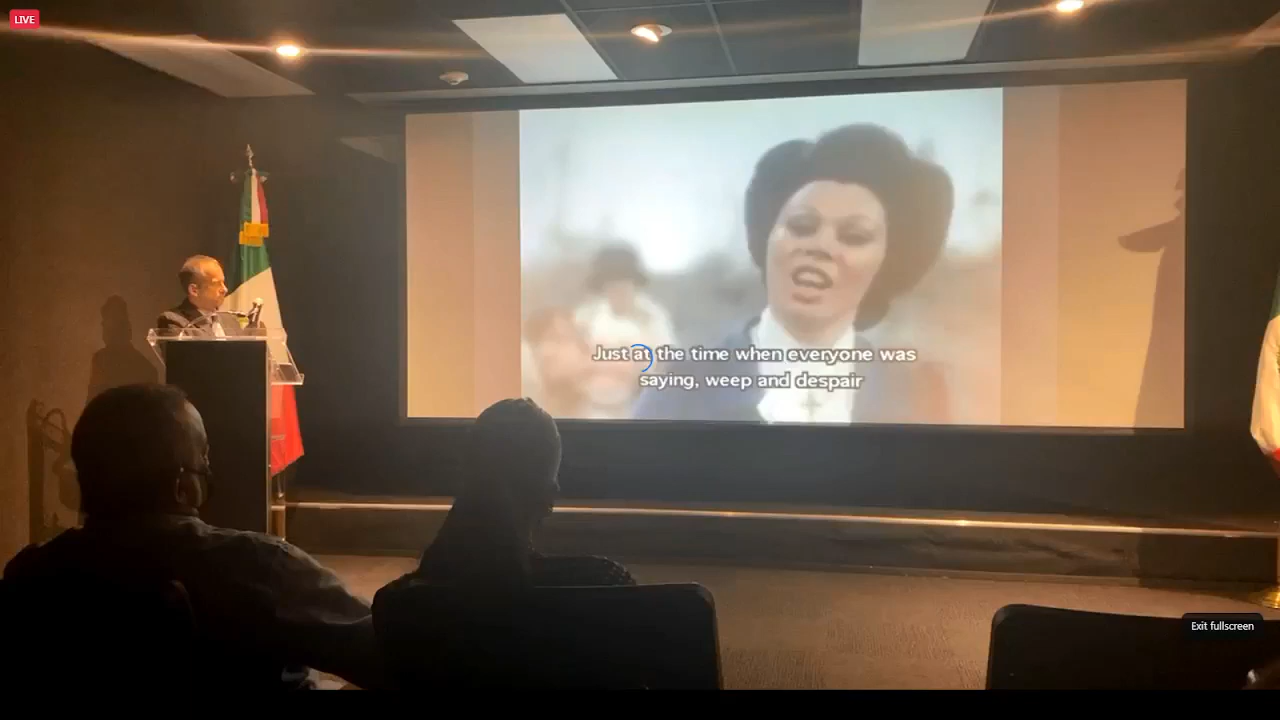 LIVE
Just at the time when everyone was
saying, weep and despair
Exit fullscreen